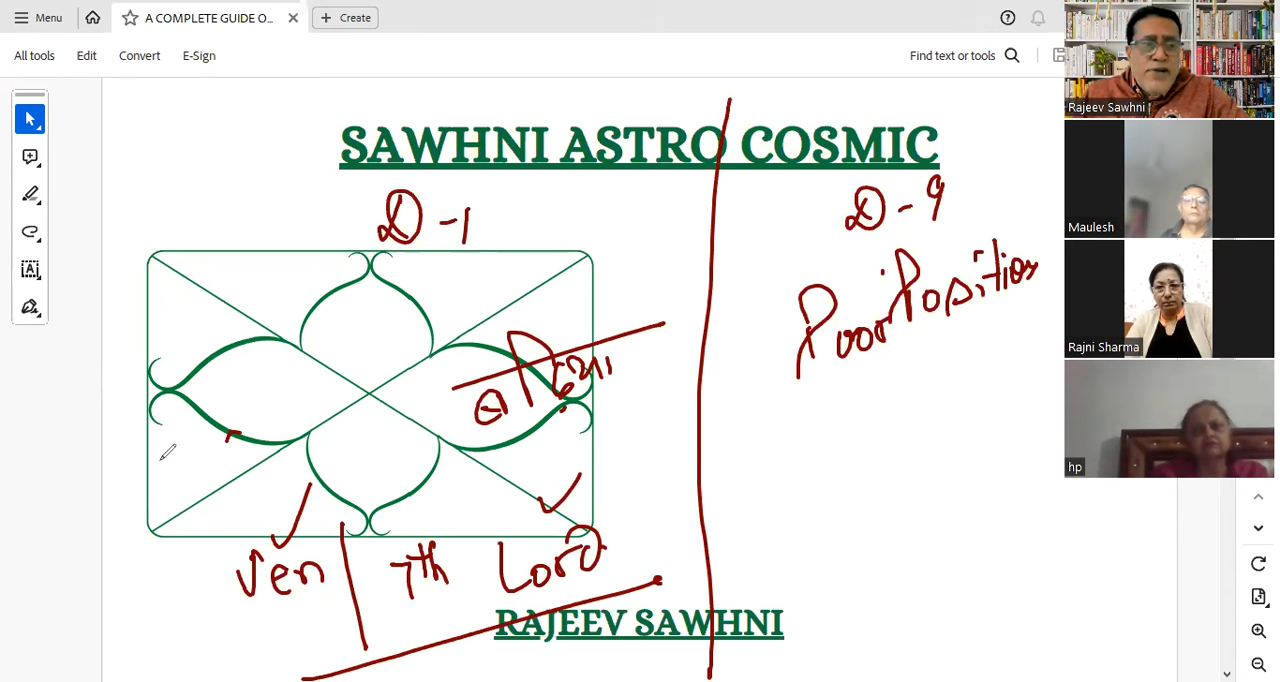 Menu
A COMPLETE GUIDE O...
Create
All tools
Edit
Convert
E-Sign
Find text or tools
SAWHNI ASTRO COSMIC
D-1
D-9
Poor Position
Ven
7th Lord
RAJEEV SAWHNI
Rajeev Sawhni
Maulesh
Rajni Sharma
hp